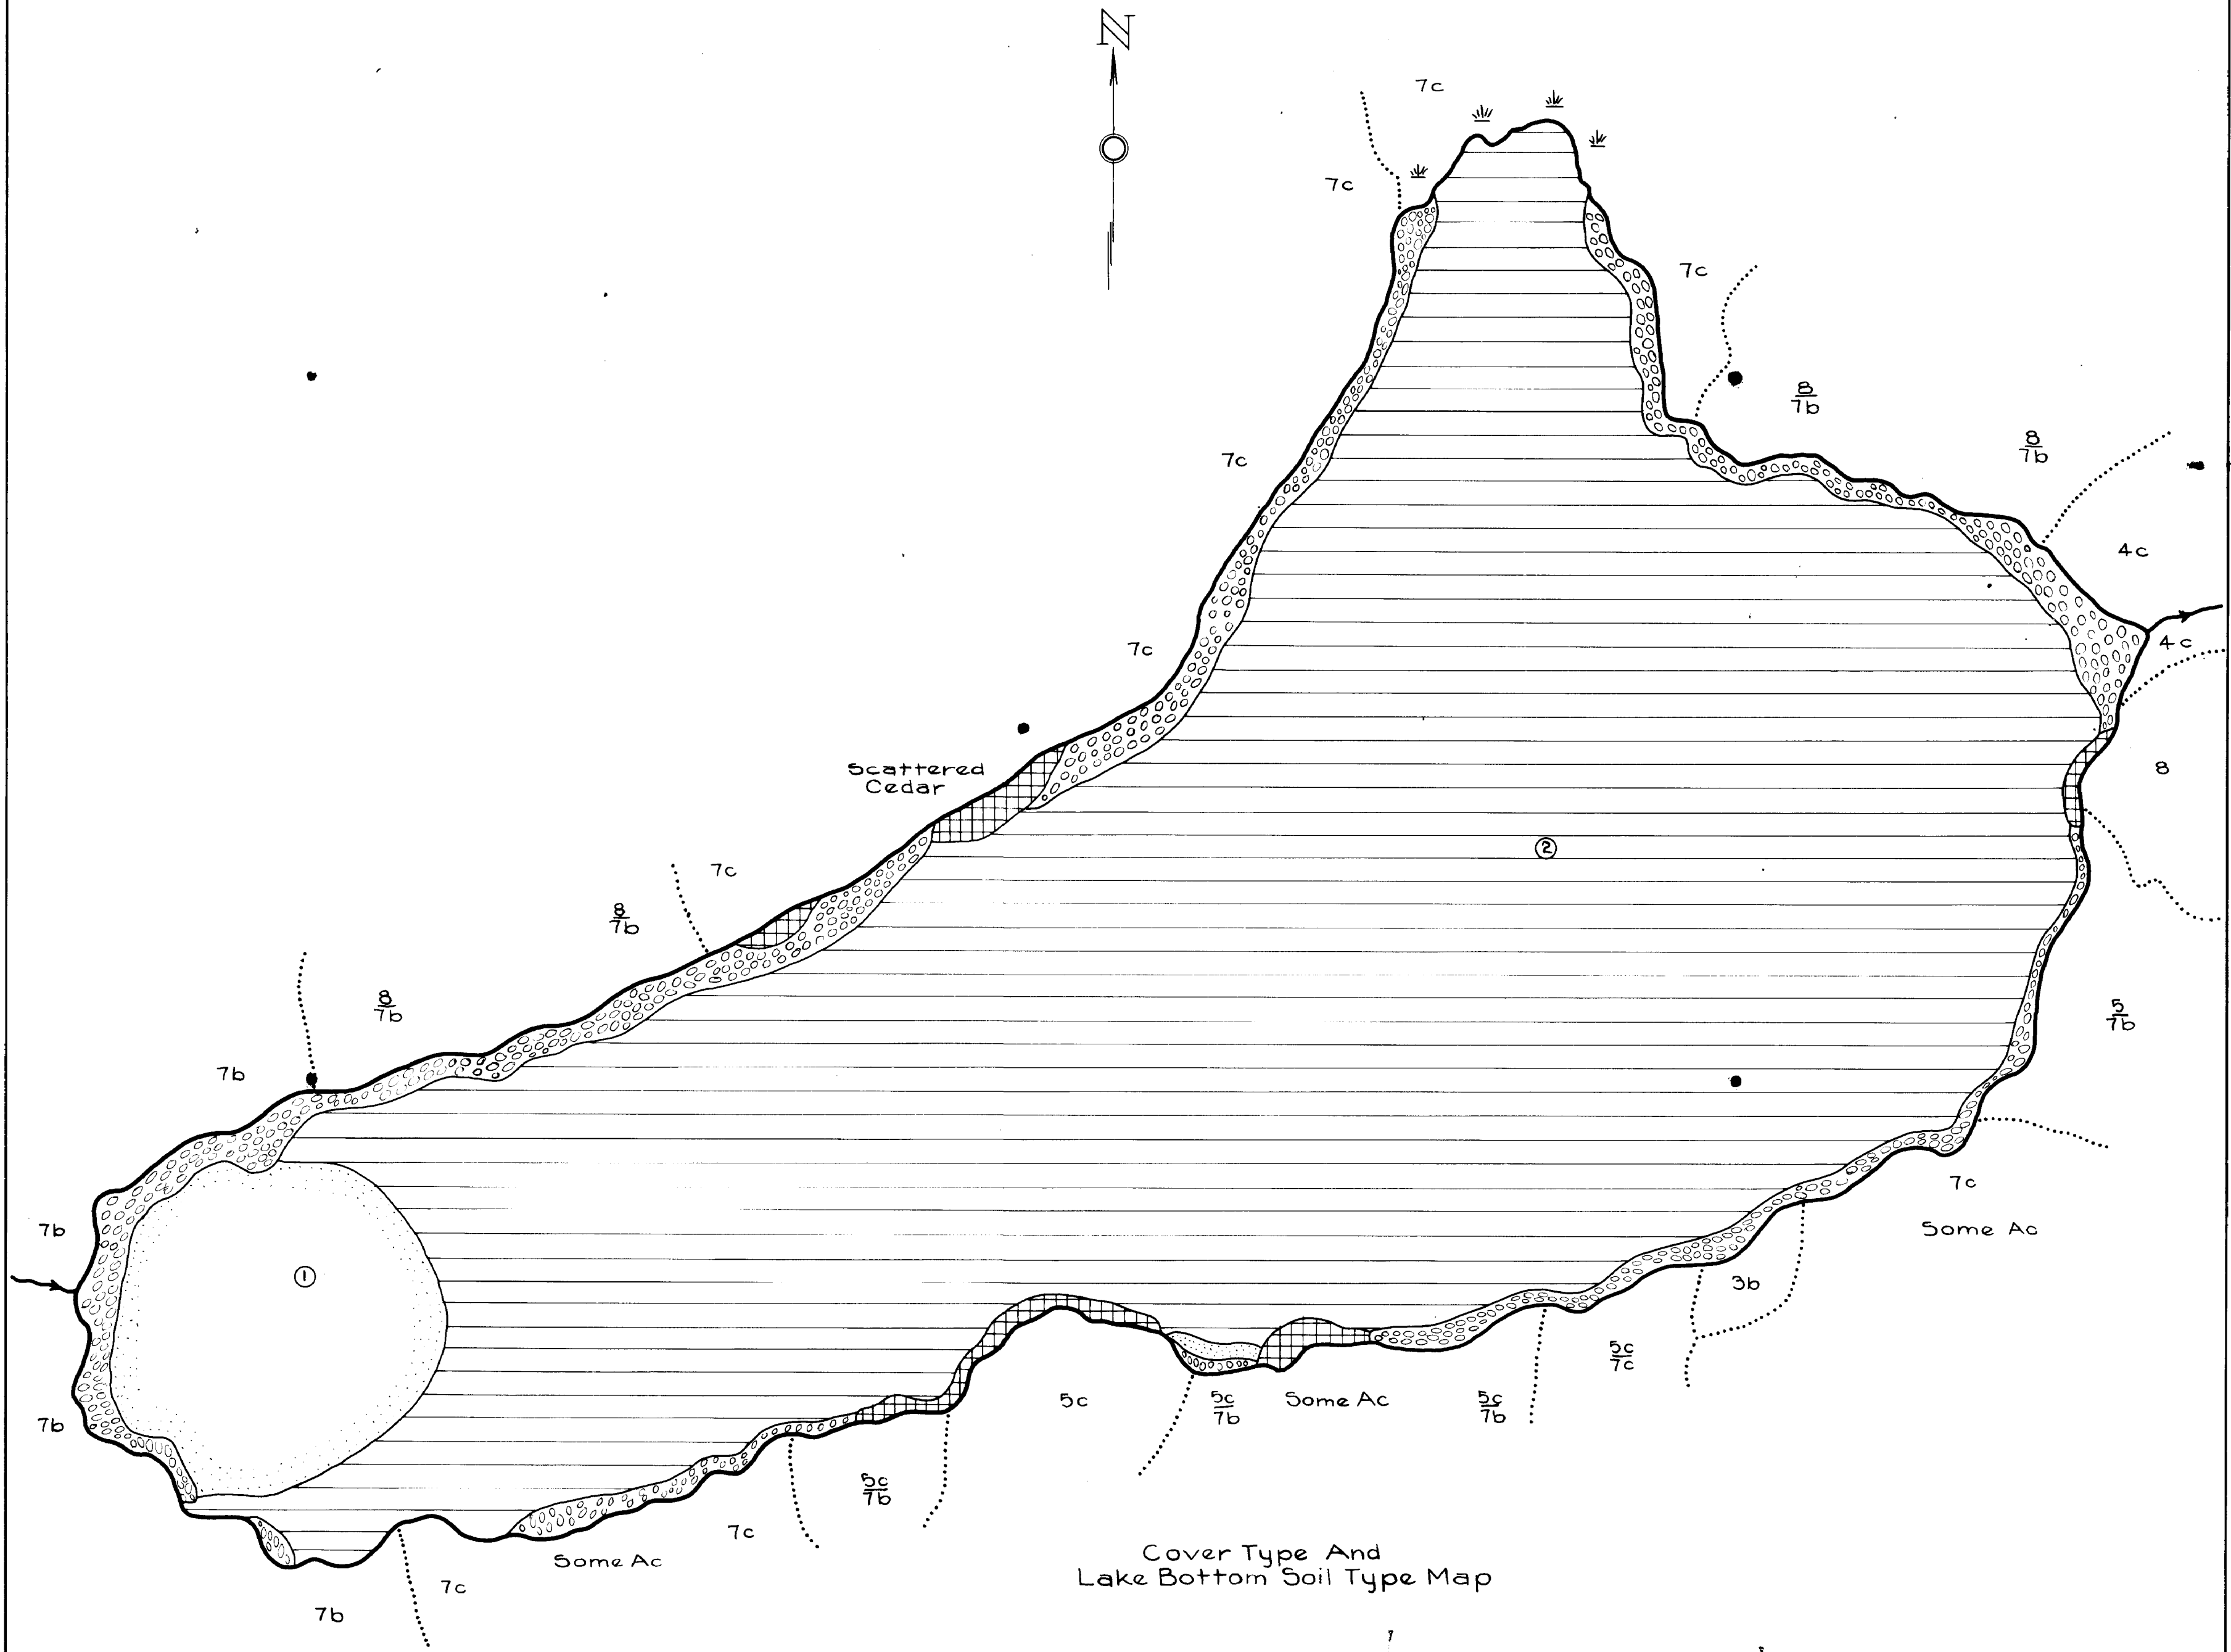 N
7c
7c
7c
8
7b
8
7b
7c
4c
7c
4c
Scattered
Cedar
8
②
7c
8
7b
8
7b
5
7b
7b
7c
7b
Some Ac
①
3b
5c
7c
5c
5c
7b
Some Ac
5c
7b
7b
5c
7b
7c
Some Ac
7c
7b
Cover Type And
Lake Bottom Soil Type Map